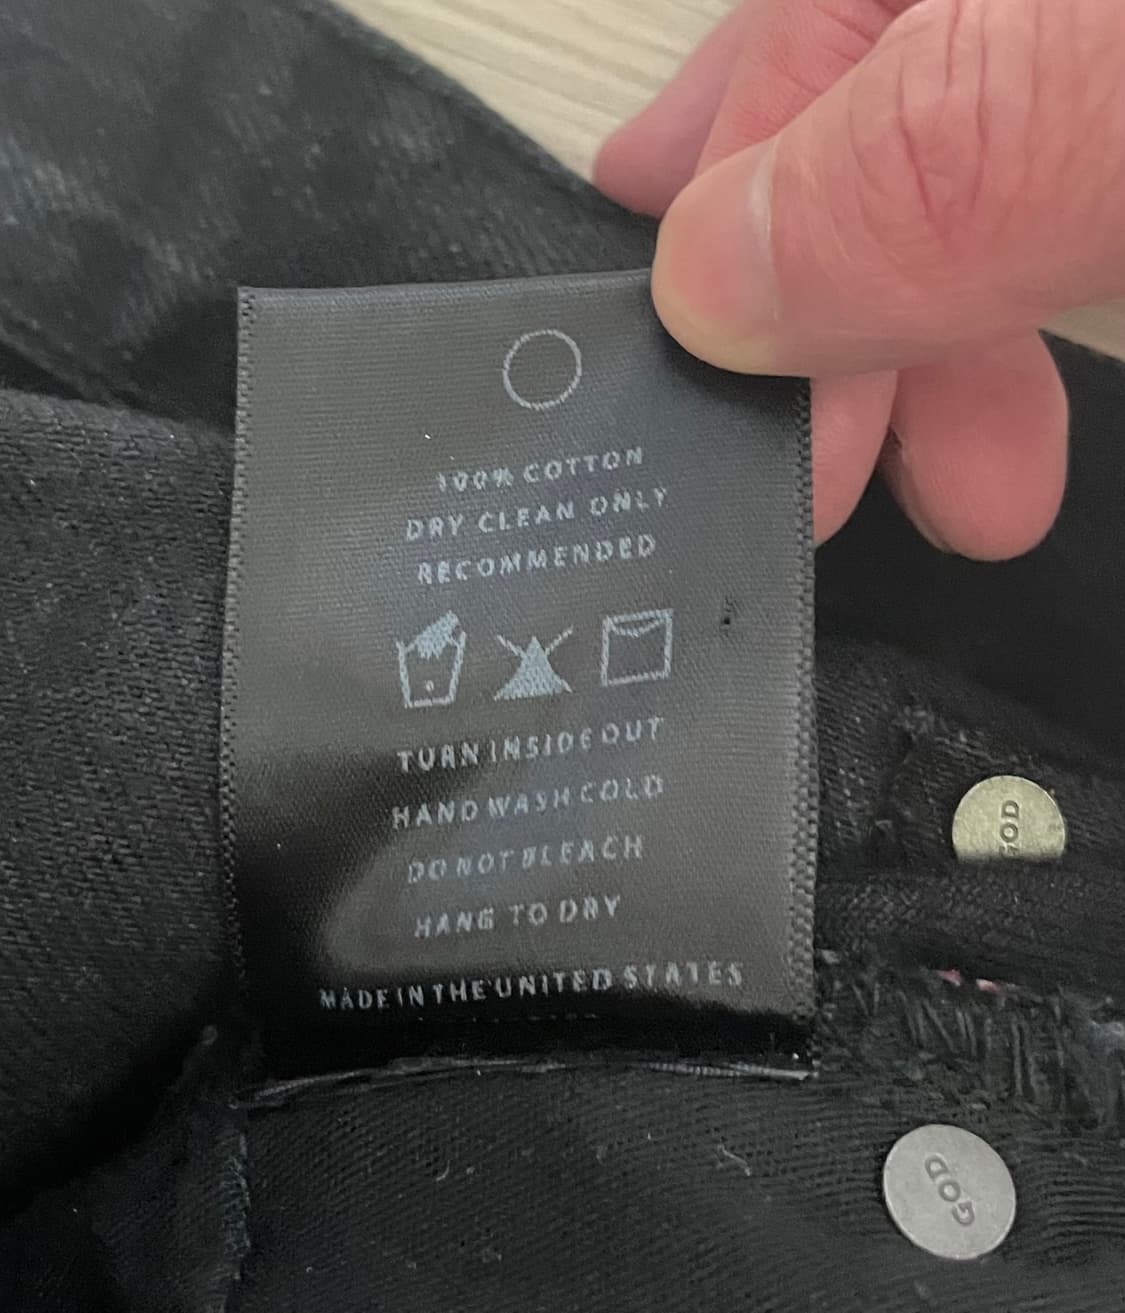 100% COTTON
DRY CLEAN ONLY
RECOMMENDED
TURN INSIDE OUT
HAND WASH COLD
DO NOT BLEACH
HANG TO DRY
MADE IN THE UNITED STATES
GOD
GOD